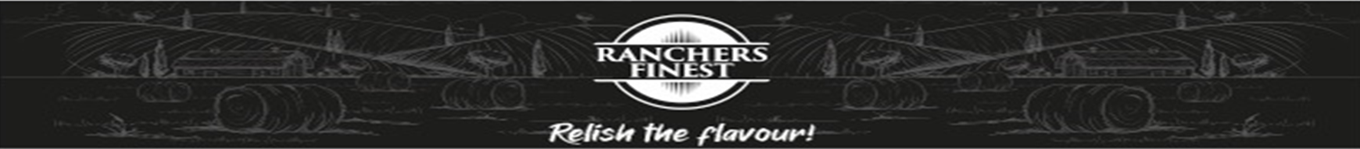 RANCHERS
FINEST
Relish the flavour!